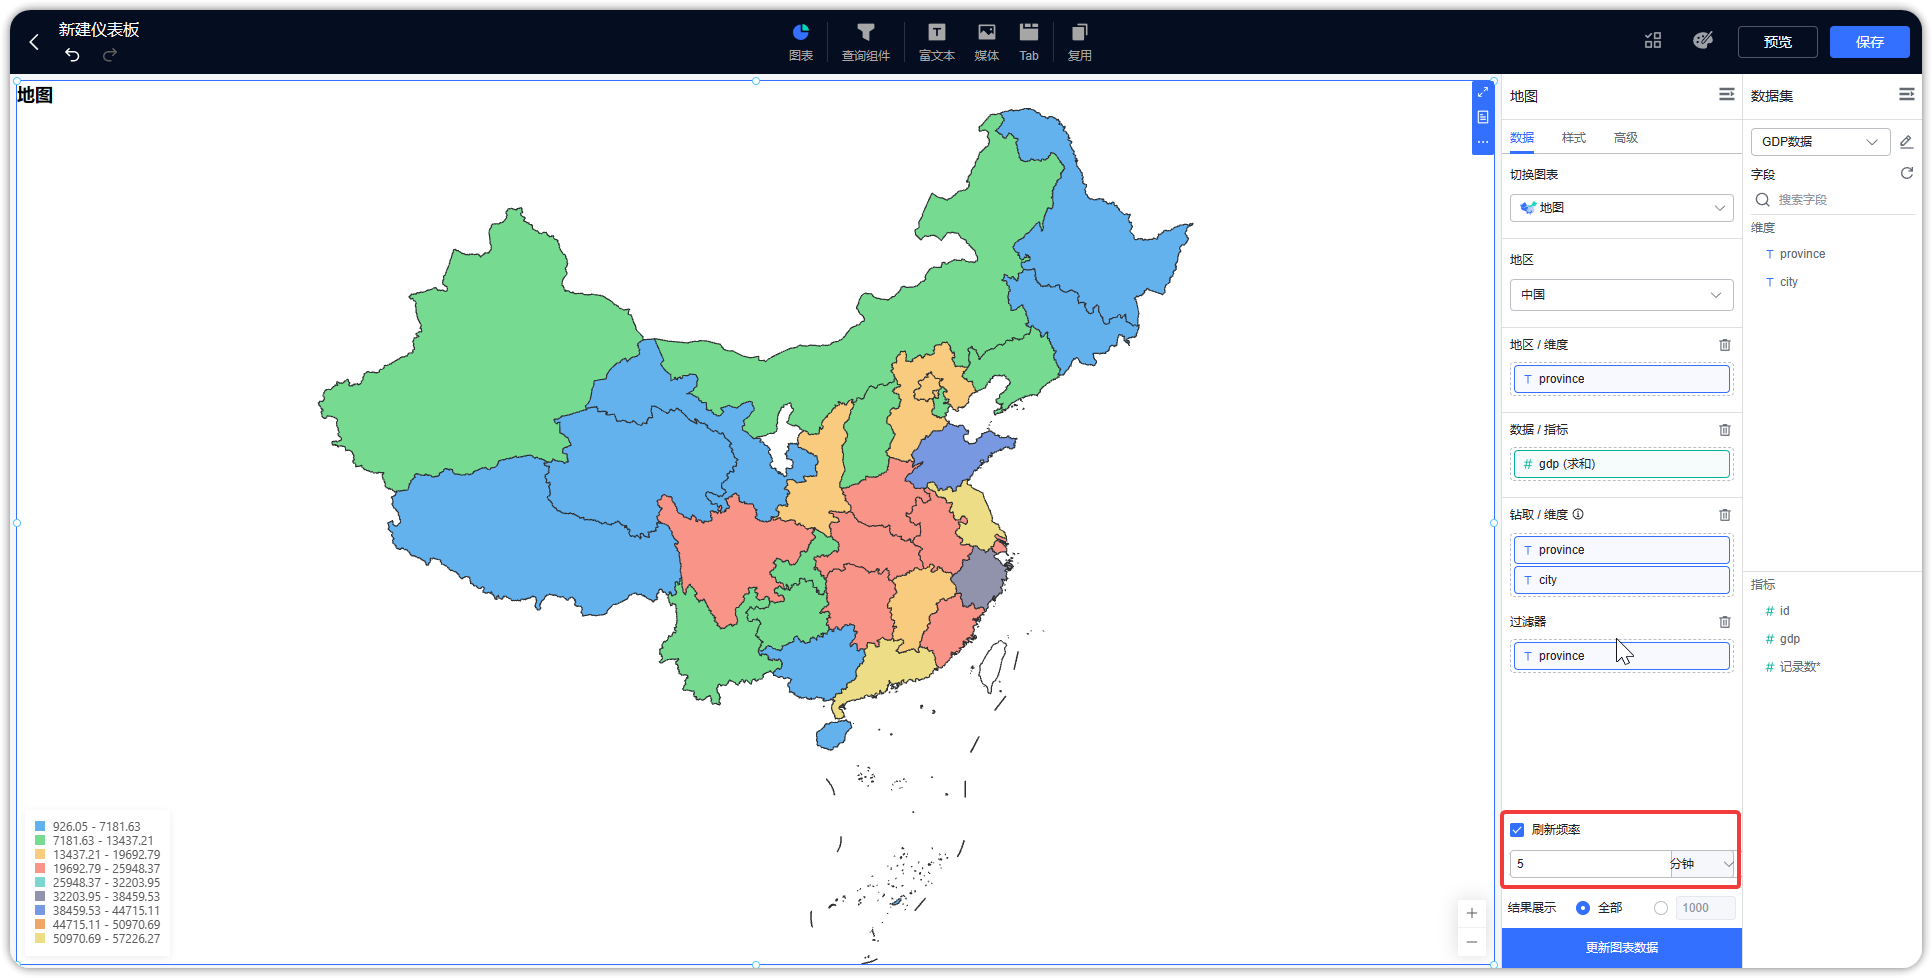 新建仪表板
图表
查询组件
富文本
媒体
Tab
复用
预览
保存
地图
地图
数据
样式
高级
切换图表
地图
地区
中国
地区 / 维度
T province
数据 / 指标
# gdp (求和)
钻取 / 维度
T province
T city
过滤器
T province
刷新频率
5
分钟
结果展示
全部
1000
更新图表数据
数据集
GDP数据
字段
搜索字段
维度
T province
T city
指标
# id
# gdp
# 记录数*
926.05 - 7181.63
7181.63 - 13437.21
13437.21 - 19692.79
19692.79 - 25948.37
25948.37 - 32203.95
32203.95 - 38459.53
38459.53 - 44715.11
44715.11 - 50970.69
50970.69 - 57226.27